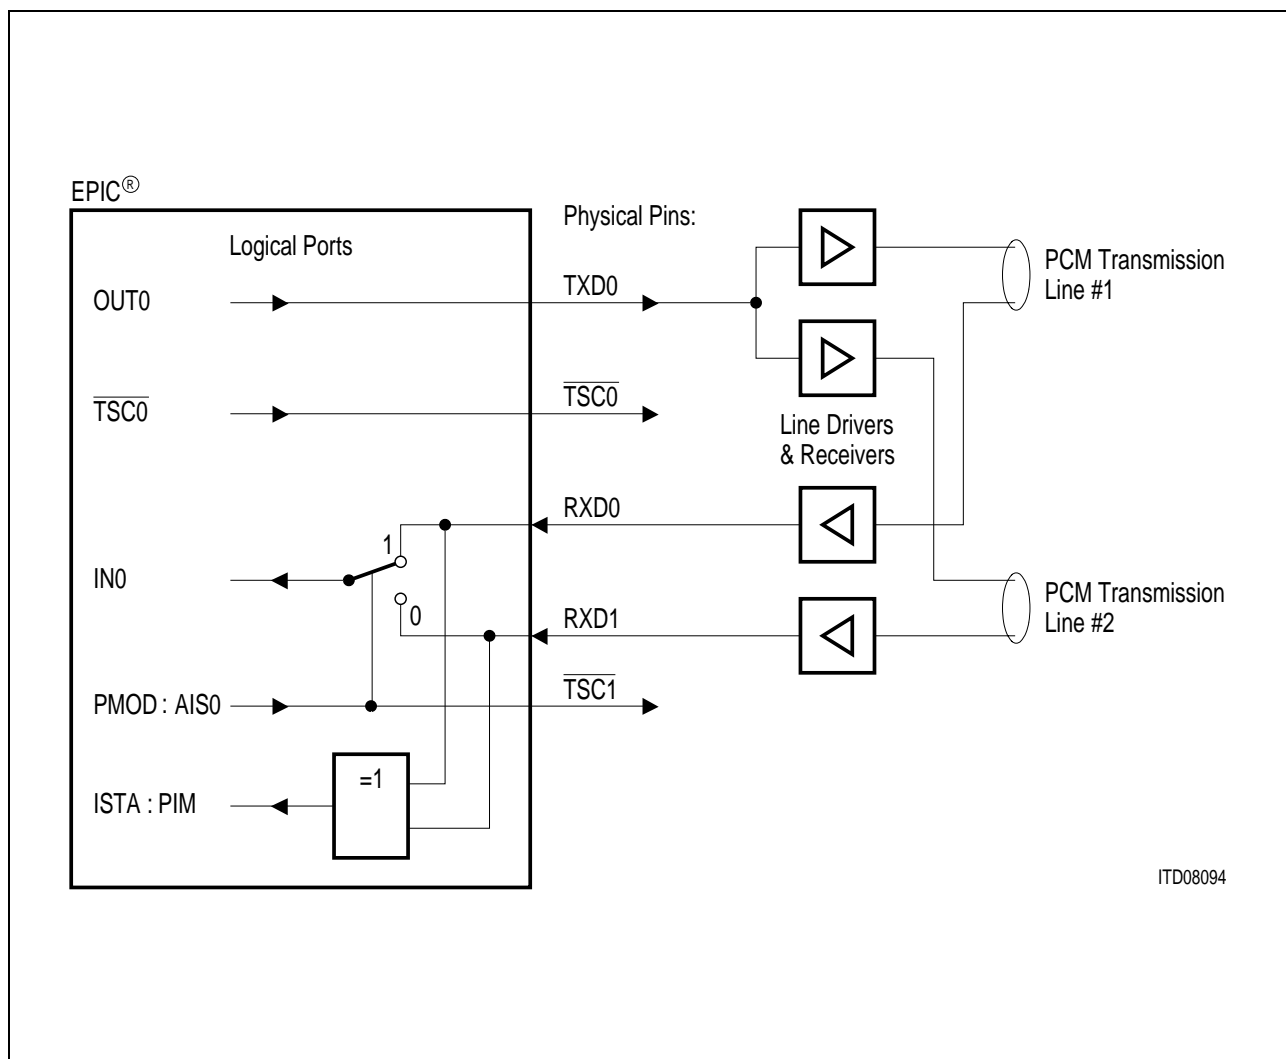 EPIC®
Logical Ports
Physical Pins:
OUT0
TXD0
PCM Transmission
Line #1
TSC0
TSC0
Line Drivers
& Receivers
RXD0
1
IN0
0
RXD1
PCM Transmission
Line #2
PMOD : AIS0
TSC1
=1
ISTA : PIM
ITD08094